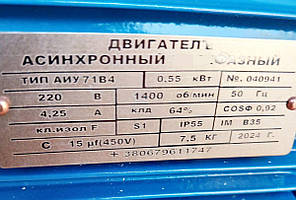 ДВИГАТЕЛЬ
АСИНХРОННЫЙ ФАЗНЫЙ
ТИП АИУ71В4 0,55 кВт №. 040941
220 В 1400 об/мин 50 Гц
4,25 А кпд 64% COSФ 0,92
кл.изол F S1 IP55 IM B35
C 15 µf(450V) 7,5 КГ 2024 г.
+ 380679611747